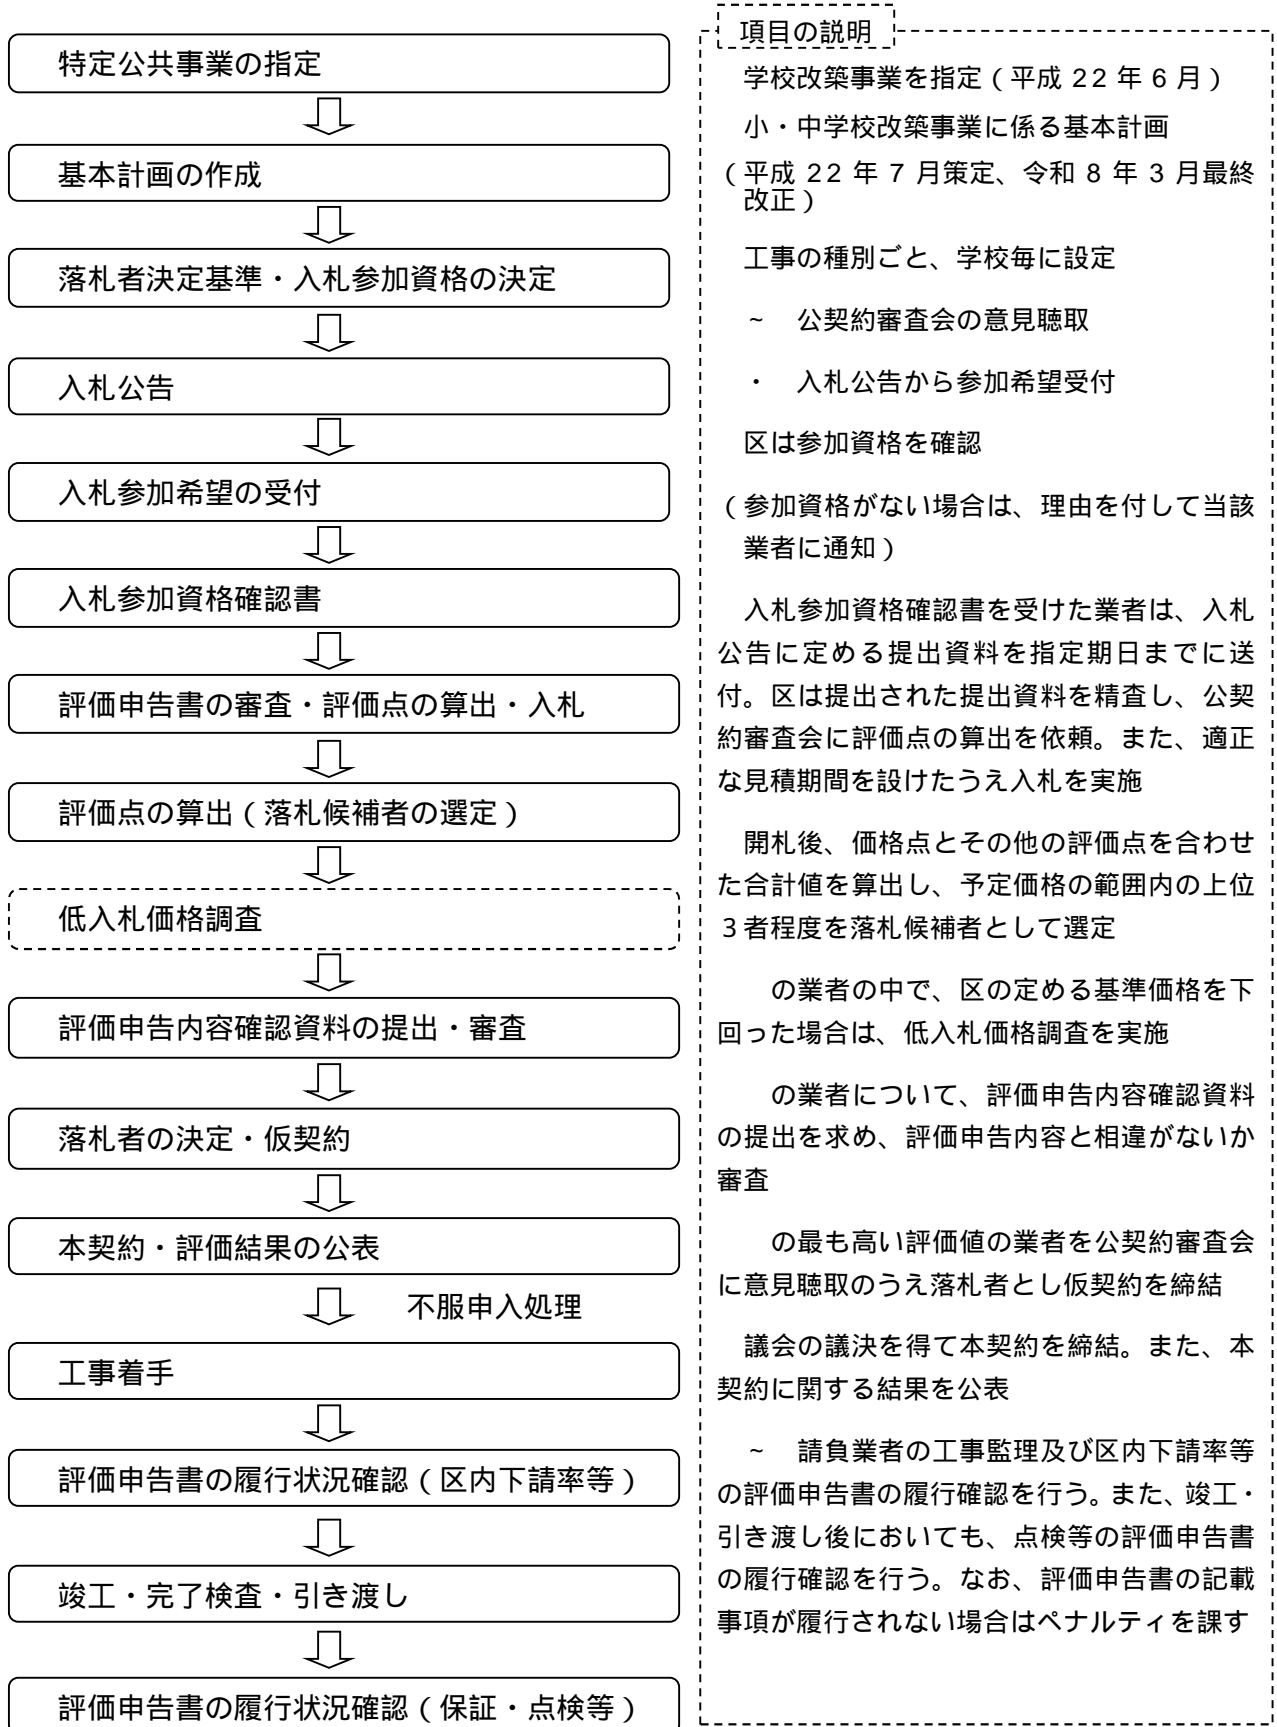 特定公共事業の指定
基本計画の作成
落札者決定基準・入札参加資格の決定
入札公告
入札参加希望の受付
入札参加資格確認書
評価申告書の審査・評価点の算出・入札
評価点の算出（落札候補者の選定）
低入札価格調査
評価申告内容確認資料の提出・審査
落札者の決定・仮契約
本契約・評価結果の公表
不服申入処理
工事着手
評価申告書の履行状況確認（区内下請率等）
竣工・完了検査・引き渡し
評価申告書の履行状況確認（保証・点検等）
項目の説明
学校改築事業を指定（平成 22 年 6 月）
小・中学校改築事業に係る基本計画
（平成 22 年 7 月策定、令和 8 年 3 月最終
改正）
工事の種別ごと、学校毎に設定
~ 公契約審査会の意見聴取
・ 入札公告から参加希望受付
区は参加資格を確認
（参加資格がない場合は、理由を付して当該
業者に通知）
入札参加資格確認書を受けた業者は、入札
公告に定める提出資料を指定期日までに送
付。区は提出された提出資料を精査し、公契
約審査会に評価点の算出を依頼。また、適正
な見積期間を設けたうえ入札を実施
開札後、価格点とその他の評価点を合わせ
た合計値を算出し、予定価格の範囲内の上位
３者程度を落札候補者として選定
の業者の中で、区の定める基準価格を下
回った場合は、低入札価格調査を実施
の業者について、評価申告内容確認資料
の提出を求め、評価申告内容と相違がないか
審査
の最も高い評価値の業者を公契約審査会
に意見聴取のうえ落札者とし仮契約を締結
議会の議決を得て本契約を締結。また、本
契約に関する結果を公表
~ 請負業者の工事監理及び区内下請率等
の評価申告書の履行確認を行う。また、竣工・
引き渡し後においても、点検等の評価申告書
の履行確認を行う。なお、評価申告書の記載
事項が履行されない場合はペナルティを課す